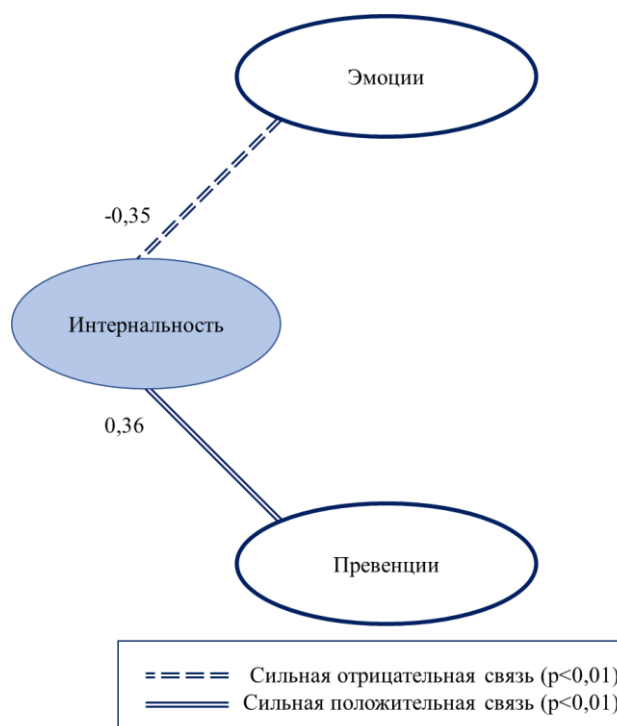 Эмоции
-0,35
Интернальность
0,36
Превенции
Сильная отрицательная связь (p<0,01)
Сильная положительная связь (p<0,01)